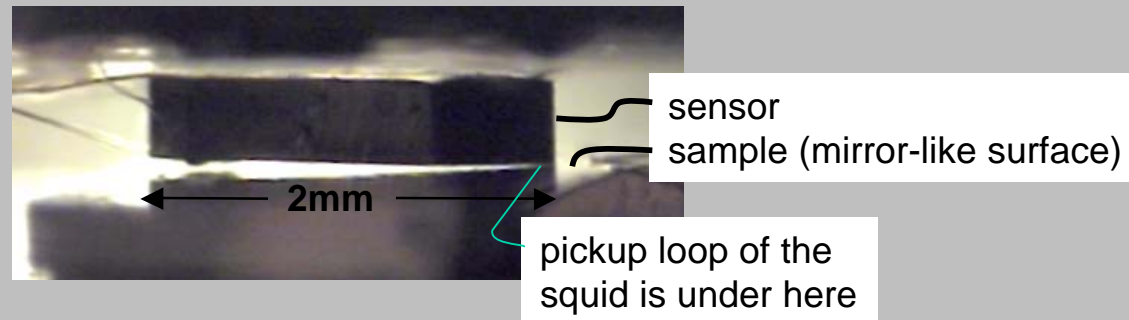 sensor
sample (mirror-like surface)
2mm
pickup loop of the
squid is under here